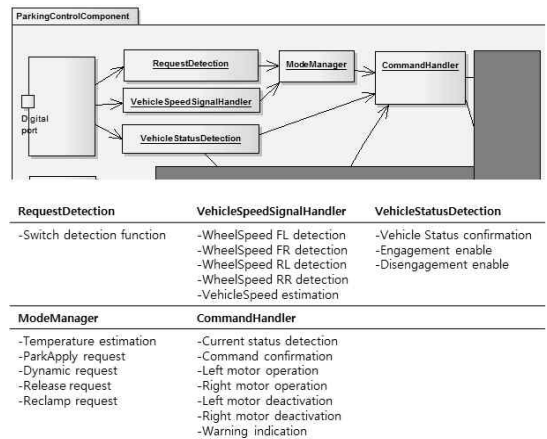 ParkingControlComponent
RequestDetection
ModeManager
CommandHandler
VehicleSpeedSignalHandler
Digital
port
VehicleStatusDetection
RequestDetection VehicleSpeedSignalHandler VehicleStatusDetection
-Switch detection function -WheelSpeed FL detection -Vehicle Status confirmation
-WheelSpeed FR detection -Engagement enable
-WheelSpeed RL detection -Disengagement enable
-WheelSpeed RR detection
-VehicleSpeed estimation
ModeManager CommandHandler
-Temperature estimation -Current status detection
-ParkApply request -Command confirmation
-Dynamic request -Left motor operation
-Release request -Right motor operation
-Reclamp request -Left motor deactivation
-Right motor deactivation
-Warning indication